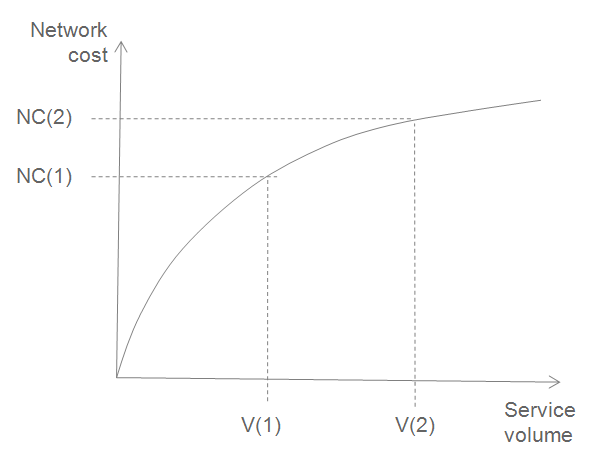 Network
cost
NC(2)
NC(1)
V(1)
V(2)
Service
volume